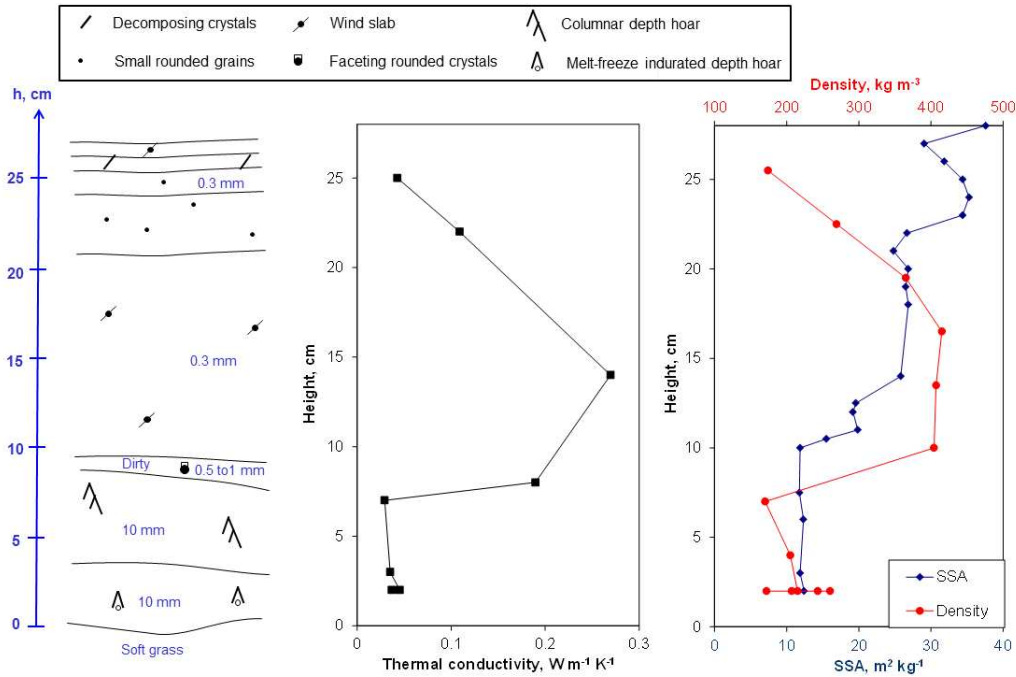 Decomposing crystals
Wind slab
Columnar depth hoar
Small rounded grains
Faceting rounded crystals
Melt-freeze indurated depth hoar
h, cm
25
20
15
10
5
0
0.3 mm
0.3 mm
Dirty
0.5 to1 mm
10 mm
10 mm
Soft grass
Height, cm
25
20
15
10
5
0
0 0.1 0.2 0.3
Thermal conductivity, W m-1 K-1
Density, kg m-3
100 200 300 400 500
Height, cm
25
20
15
10
5
0
SSA
Density
0 10 20 30 40
SSA, m2 kg-1